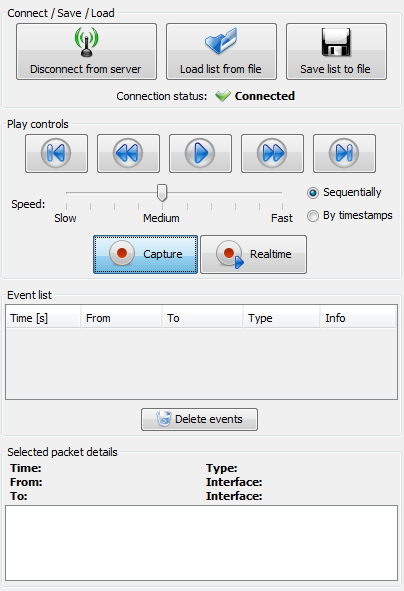 Connect / Save / Load
Disconnect from server
Load list from file
Save list to file
Connection status: Connected
Play controls
Speed:
Slow
Medium
Fast
Sequentially
By timestamps
Capture
Realtime
Event list
Time [s] From To Type Info
Delete events
Selected packet details
Time: Type:
From: Interface:
To: Interface: